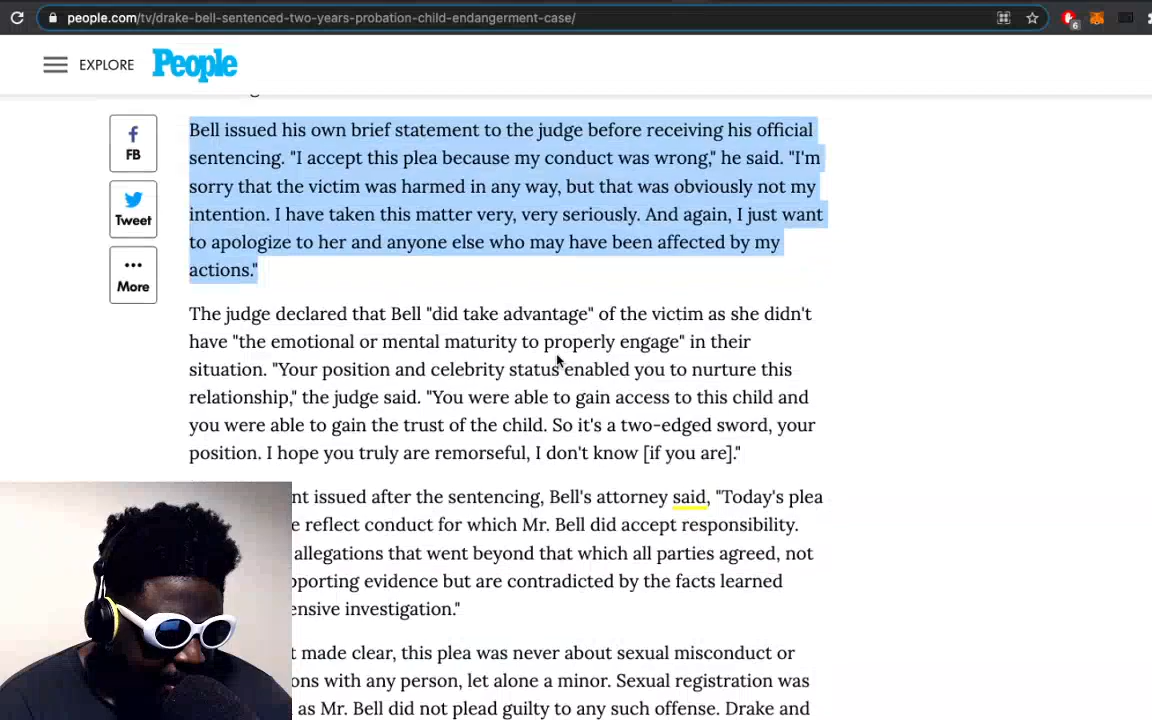 people.com/tv/drake-bell-sentenced-two-years-probation-child-endangerment-case/
6
EXPLORE
People
Bell issued his own brief statement to the judge before receiving his official
sentencing. "I accept this plea because my conduct was wrong," he said. "I'm
sorry that the victim was harmed in any way, but that was obviously not my
intention. I have taken this matter very, very seriously. And again, I just want
to apologize to her and anyone else who may have been affected by my
actions."
FB
Tweet
More
The judge declared that Bell "did take advantage" of the victim as she didn't
have "the emotional or mental maturity to properly engage" in their
situation. "Your position and celebrity status enabled you to nurture this
relationship," the judge said. "You were able to gain access to this child and
you were able to gain the trust of the child. So it's a two-edged sword, your
position. I hope you truly are remorseful, I don't know [if you are]."
nt issued after the sentencing, Bell's attorney said, "Today's plea
e reflect conduct for which Mr. Bell did accept responsibility.
allegations that went beyond that which all parties agreed, not
pporting evidence but are contradicted by the facts learned
ensive investigation."
t made clear, this plea was never about sexual misconduct or
ons with any person, let alone a minor. Sexual registration was
as Mr. Bell did not plead guilty to any such offense. Drake and